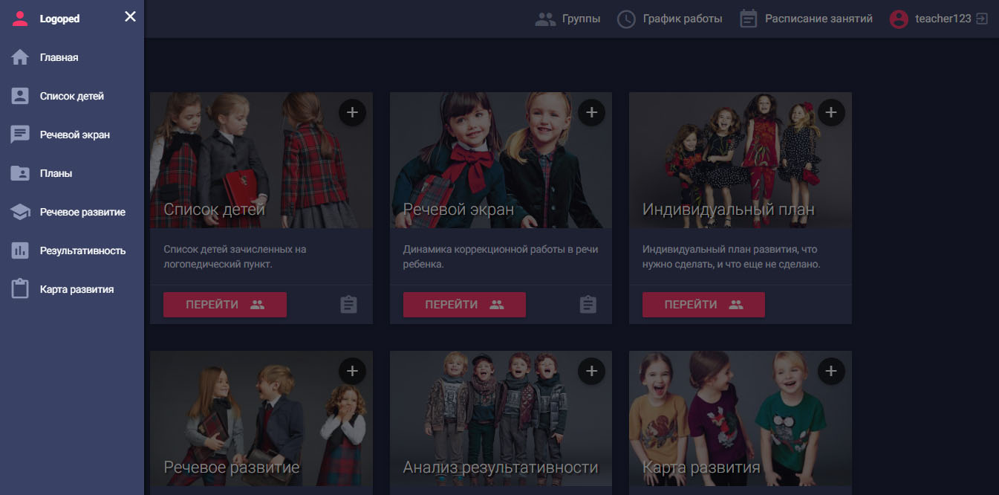 Logoped
Главная
Список детей
Речевой экран
Планы
Речевое развитие
Результативность
Карта развития
Группы
График работы
Расписание занятий
teacher123
Список детей
Список детей зачисленных на
логопедический пункт.
ПЕРЕЙТИ
Речевой экран
Динамика коррекционной работы в речи
ребенка.
ПЕРЕЙТИ
Индивидуальный план
Индивидуальный план развития, что
нужно сделать, и что еще не сделано.
ПЕРЕЙТИ
Речевое развитие
Анализ результативности
Карта развития